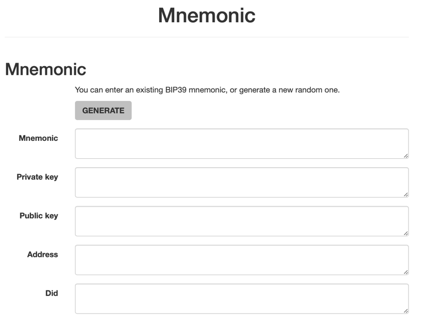 Mnemonic
Mnemonic
You can enter an existing BIP39 mnemonic, or generate a new random one.
GENERATE
Mnemonic
Private key
Public key
Address
Did